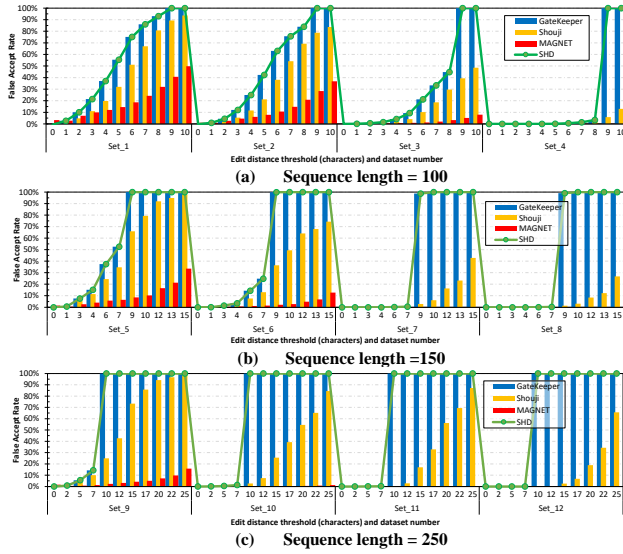 100%
90%
80%
70%
60%
50%
40%
30%
20%
10%
0%
False Accept Rate
GateKeeper
Shouji
MAGNET
SHD
0 1 2 3 4 5 6 7 8 9 10 0 1 2 3 4 5 6 7 8 9 10 0 1 2 3 4 5 6 7 8 9 10 0 1 2 3 4 5 6 7 8 9 10
Set_1 Set_2 Set_3 Set_4
Edit distance threshold (characters) and dataset number
(a) Sequence length = 100
100%
90%
80%
70%
60%
50%
40%
30%
20%
10%
0%
False Accept Rate
GateKeeper
Shouji
MAGNET
SHD
0 1 3 4 6 7 9 10 12 13 15 0 1 3 4 6 7 9 10 12 13 15 0 1 3 4 6 7 9 10 12 13 15 0 1 3 4 6 7 9 10 12 13 15
Set_5 Set_6 Set_7 Set_8
Edit distance threshold (characters) and dataset number
(b) Sequence length =150
100%
90%
80%
70%
60%
50%
40%
30%
20%
10%
0%
False Accept Rate
GateKeeper
Shouji
MAGNET
SHD
0 2 5 7 10 12 15 17 20 22 25 0 2 5 7 10 12 15 17 20 22 25 0 2 5 7 10 12 15 17 20 22 25 0 2 5 7 10 12 15 17 20 22 25
Set_9 Set_10 Set_11 Set_12
Edit distance threshold (characters) and dataset number
(c) Sequence length = 250